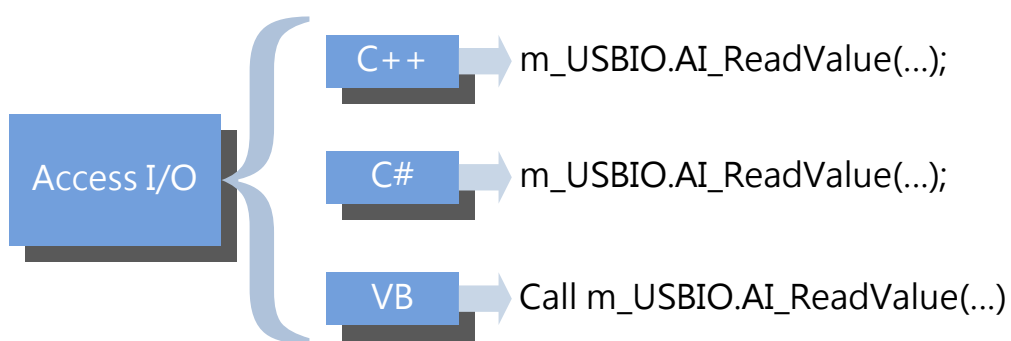 C++ m_USBIO.AI_ReadValue(...);
Access I/O
C# m_USBIO.AI_ReadValue(...);
VB Call m_USBIO.AI_ReadValue(...)